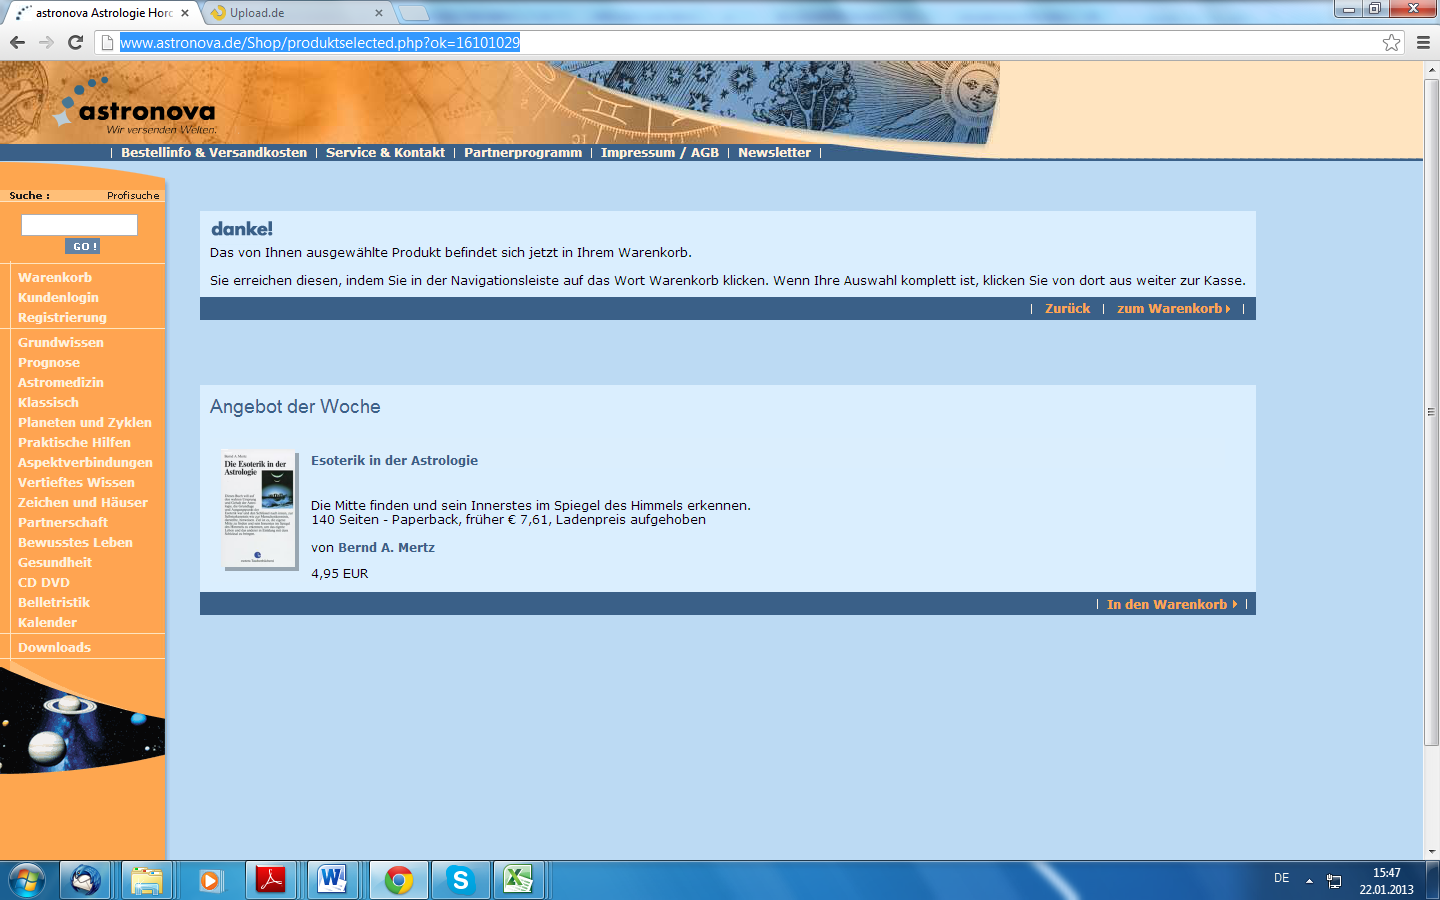 astronova Astrologie Horo
Upload.de
www.astronova.de/Shop/produktselected.php?ok=16101029
astronova
Wir versenden Welten.
Bestellinfo & Versandkosten | Service & Kontakt | Partnerprogramm | Impressum / AGB | Newsletter |
Suche :
Profisuche
GO !
Warenkorb
Kundenlogin
Registrierung
Grundwissen
Prognose
Astromedizin
Klassisch
Planeten und Zyklen
Praktische Hilfen
Aspektverbindungen
Vertieftes Wissen
Zeichen und Häuser
Partnerschaft
Bewusstes Leben
Gesundheit
CD DVD
Belletristik
Kalender
Downloads
danke!
Das von Ihnen ausgewählte Produkt befindet sich jetzt in Ihrem Warenkorb.
Sie erreichen diesen, indem Sie in der Navigationsleiste auf das Wort Warenkorb klicken. Wenn Ihre Auswahl komplett ist, klicken Sie von dort aus weiter zur Kasse.
| Zurück | zum Warenkorb |
Angebot der Woche
Bernd A. Mertz
Die Esoterik in der
Astrologie
Esoterik in der Astrologie
Die Mitte finden und sein Innerstes im Spiegel des Himmels erkennen.
140 Seiten - Paperback, früher € 7,61, Ladenpreis aufgehoben
von Bernd A. Mertz
4,95 EUR
| In den Warenkorb |
DE
15:47
22.01.2013